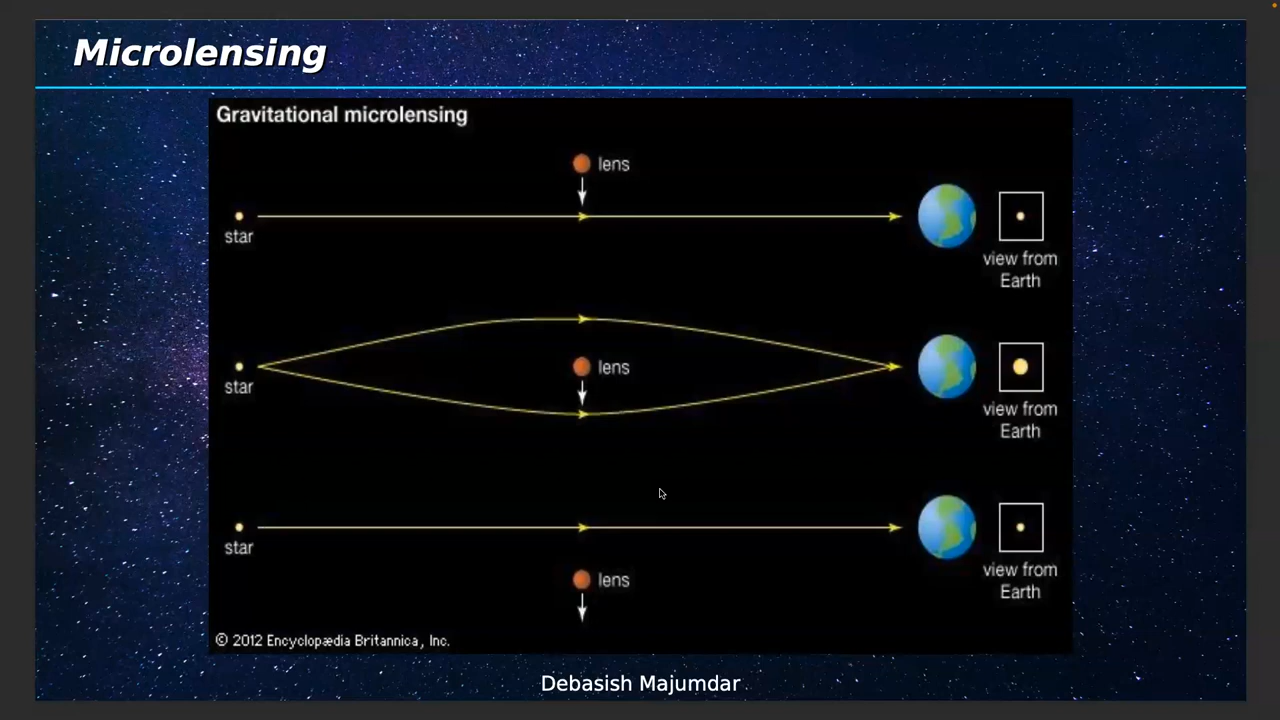 Microlensing
Gravitational microlensing
lens
star
view from
Earth
lens
star
view from
Earth
star
lens
view from
Earth
© 2012 Encyclopædia Britannica, Inc.
Debasish Majumdar